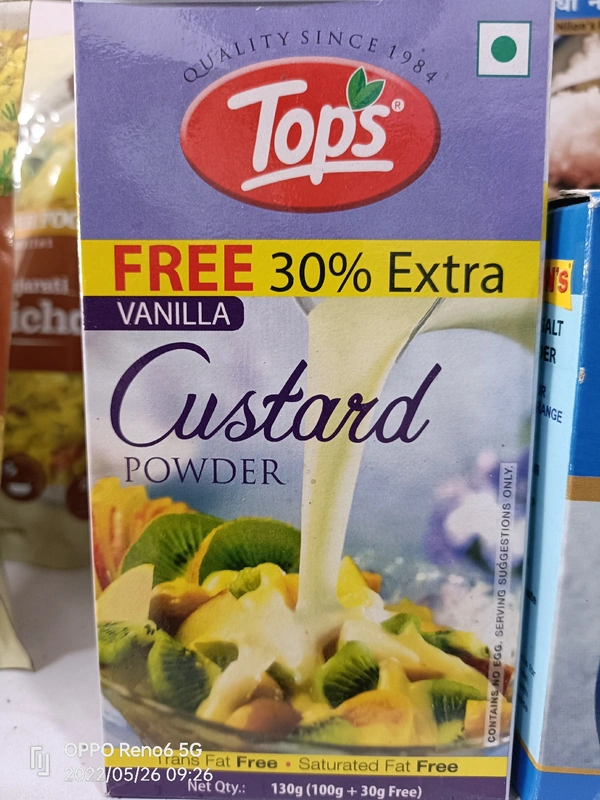 QUALITY SINCE 1984
Tops®
FREE 30% Extra
VANILLA
Custard
POWDER
CONTAINS NO EGG. SERVING SUGGESTIONS ONLY.
Trans Fat Free • Saturated Fat Free
Net Qty.: 130g (100g + 30g Free)
OPPO Reno6 5G
2022/05/26 09:26